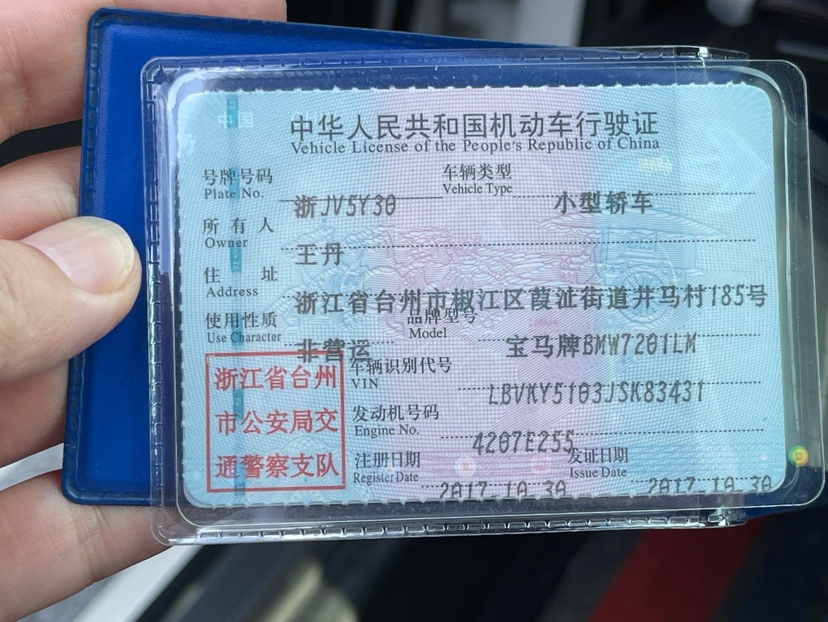 中国
中华人民共和国机动车行驶证
Vehicle License of the People's Republic of China
号牌号码 浙JV5Y30 车辆类型 小型轿车
Plate No. Vehicle Type
所有人 王丹
Owner
住址 浙江省台州市椒江区葭沚街道井马村185号
Address
使用性质 非营运 品牌型号 宝马牌BMW7201LM
Use Character Model
浙江省台州
市公安局交
通警察支队
车辆识别代号 LBVKY5103JSK83431
VIN
发动机号码 4207E255
Engine No.
注册日期 2017-10-30 发证日期 2017-10-30
Register Date Issue Date